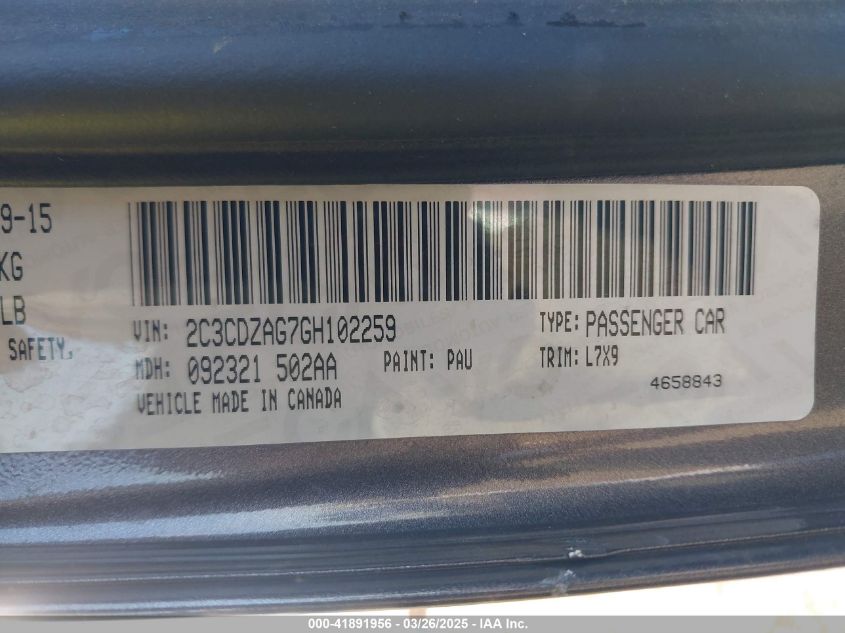 9-15
KG
LB
SAFETY,
VIN: 2C3CDZAG7GH102259
TYPE: PASSENGER CAR
MDH: 092321 502AA
PAINT: PAU
TRIM: L7X9
VEHICLE MADE IN CANADA
4658843
000-41891956 - 03/26/2025 - IAAI Inc.